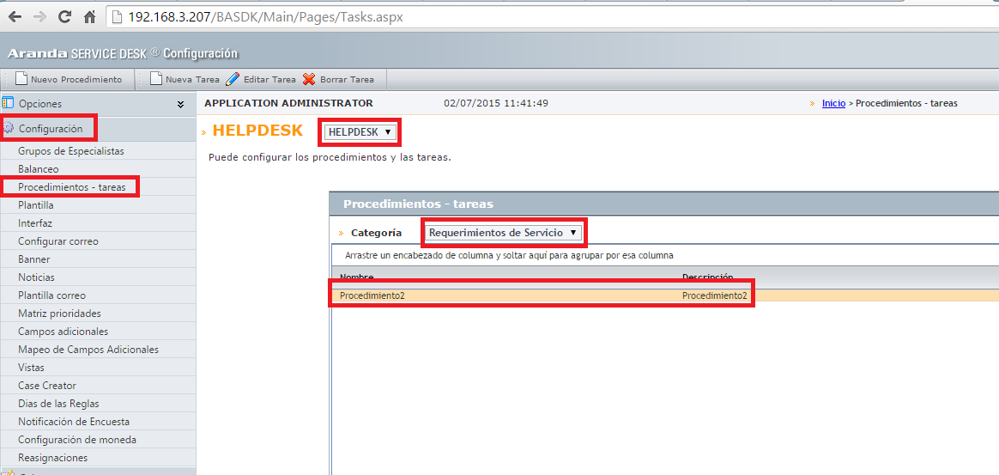 192.168.3.207/BASDK/Main/Pages/Tasks.aspx
Aranda SERVICE DESK ® Configuración
Nuevo Procedimiento Nueva Tarea Editar Tarea Borrar Tarea
Opciones
APPLICATION ADMINISTRATOR 02/07/2015 11:41:49 Inicio > Procedimientos - tareas
Configuración
HELPDESK HELPDESK
Puede configurar los procedimientos y las tareas.
Grupos de Especialistas
Balanceo
Procedimientos - tareas
Plantilla
Interfaz
Configurar correo
Banner
Noticias
Plantilla correo
Matriz prioridades
Campos adicionales
Mapeo de Campos Adicionales
Vistas
Case Creator
Dias de las Reglas
Notificación de Encuesta
Configuración de moneda
Reasignaciones
Procedimientos - tareas
Categoría Requerimientos de Servicio
Arrastre un encabezado de columna y soltar aquí para agrupar por esa columna
Nombre Descripción
Procedimiento2 Procedimiento2